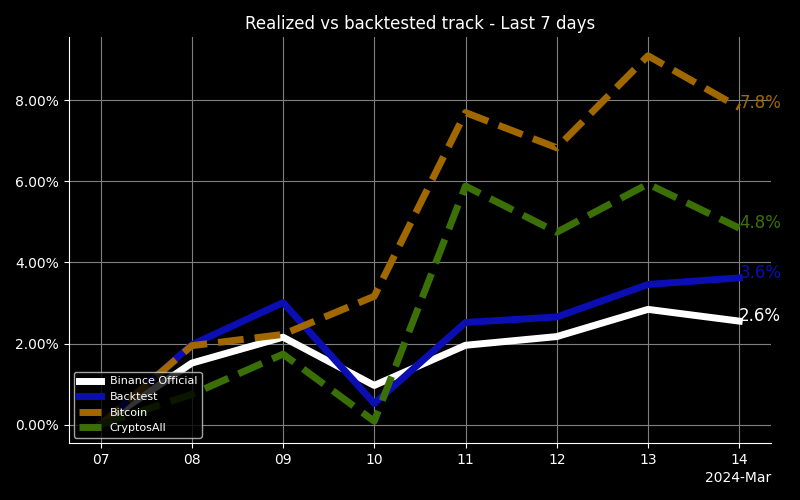 Realized vs backtested track - Last 7 days
8.00%
6.00%
4.00%
2.00%
0.00%
7.8%
4.8%
3.6%
2.6%
Binance Official
Backtest
Bitcoin
CryptosAll
07 08 09 10 11 12 13 14
2024-Mar